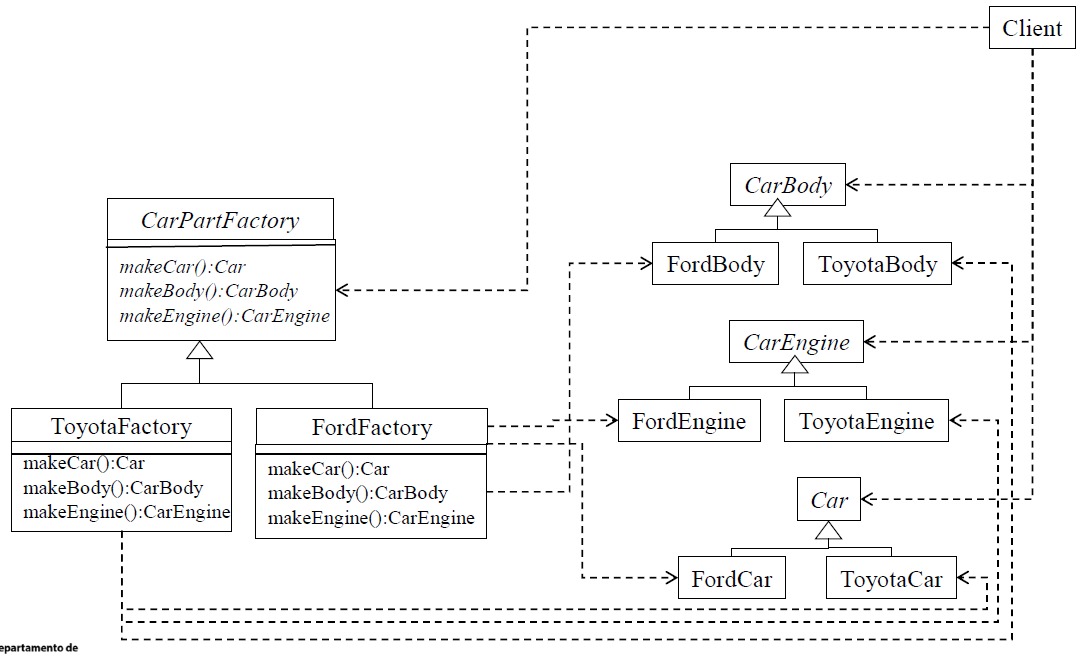 Client
CarBody
CarPartFactory
makeCar():Car
makeBody():CarBody
makeEngine():CarEngine
FordBody
ToyotaBody
CarEngine
ToyotaFactory
makeCar():Car
makeBody():CarBody
makeEngine():CarEngine
FordFactory
makeCar():Car
makeBody():CarBody
makeEngine():CarEngine
FordEngine
ToyotaEngine
Car
FordCar
ToyotaCar
epartamento de